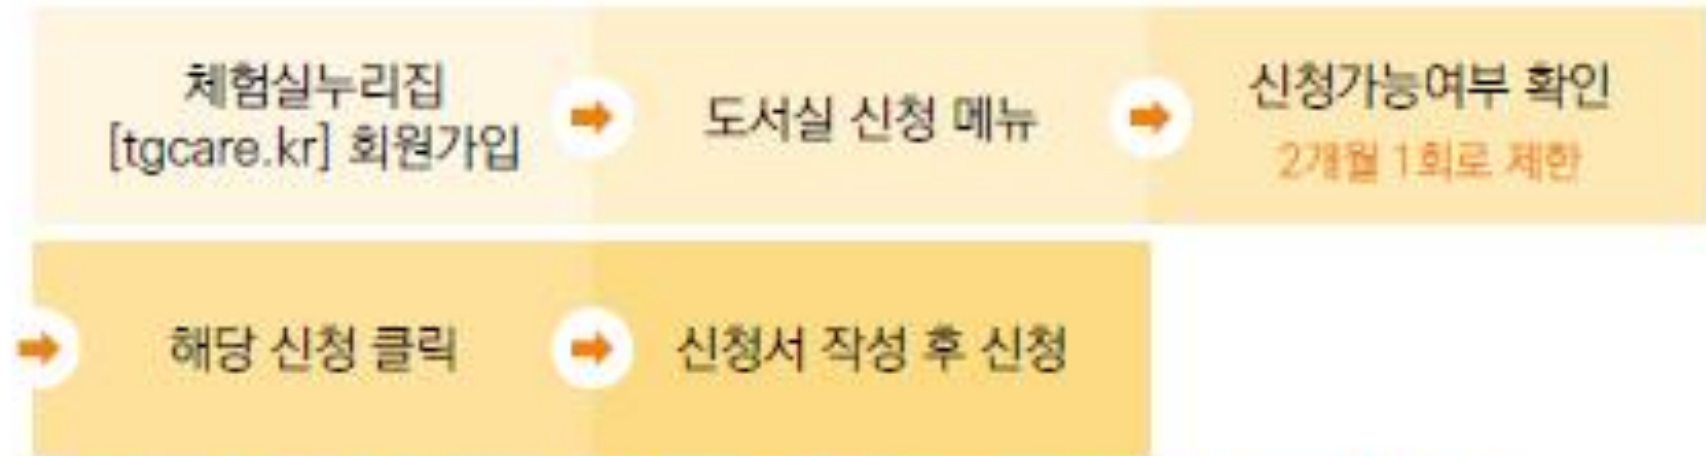 체험실누리집
[tgcare.kr] 회원가입
도서실 신청 메뉴
신청가능여부 확인
2개월 1회로 제한
해당 신청 클릭
신청서 작성 후 신청